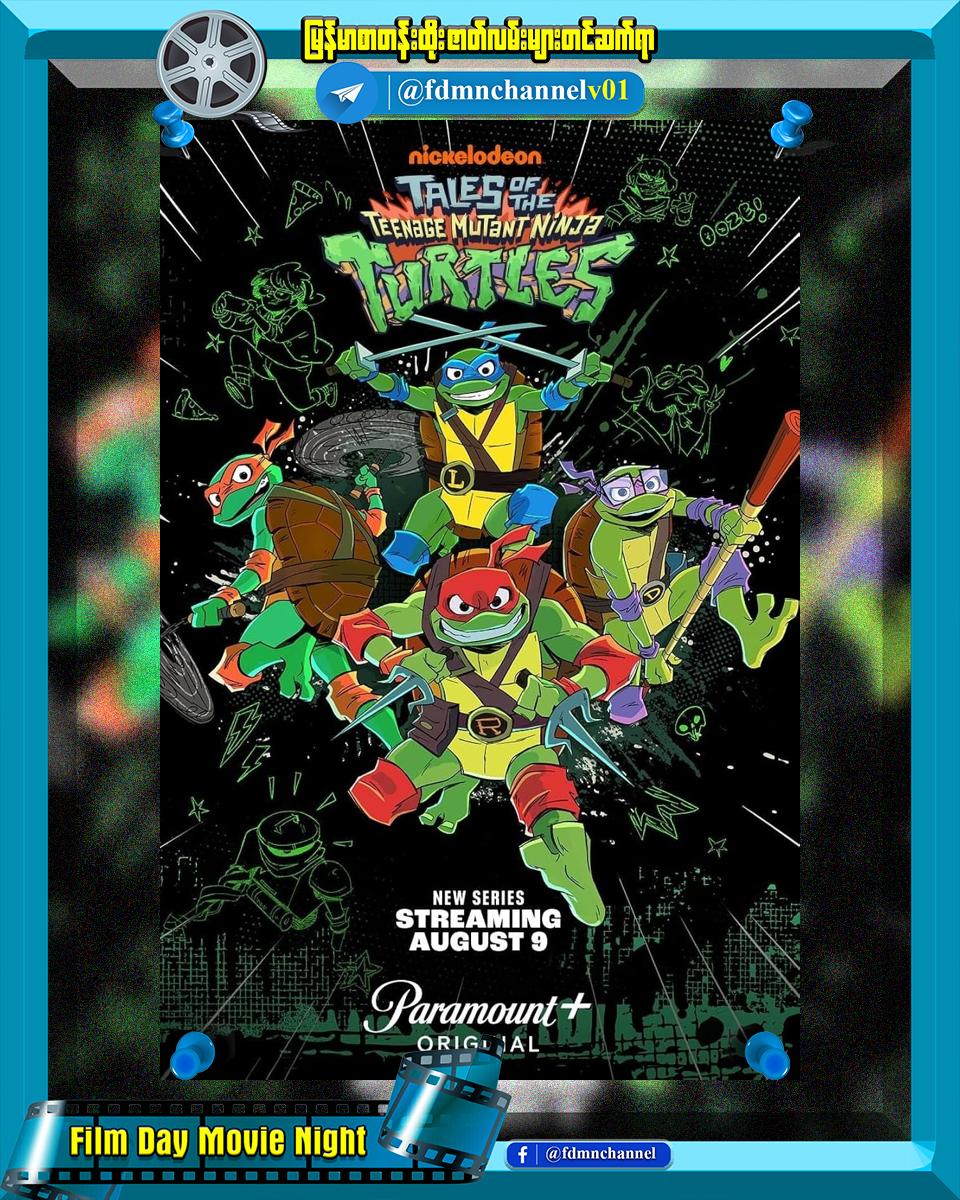 မြန်မာစာတန်းထိုးဇာတ်လမ်းများတင်ဆက်ရာ
@fdmnchannelv01
nickelodeon
TALES OF THE
TEENAGE MUTANT NINJA
TURTLES
L
D
R
NEW SERIES
STREAMING
AUGUST 9
Paramount+
ORIGINAL
Film Day Movie Night
@fdmnchannel